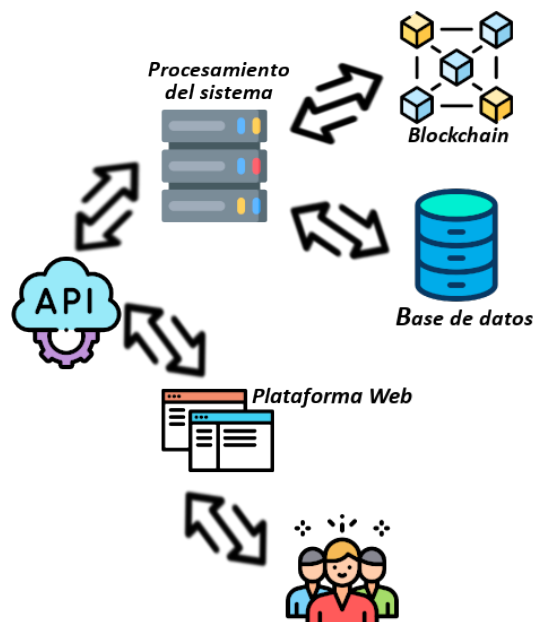 Procesamiento
del sistema
Blockchain
API
Base de datos
Plataforma Web